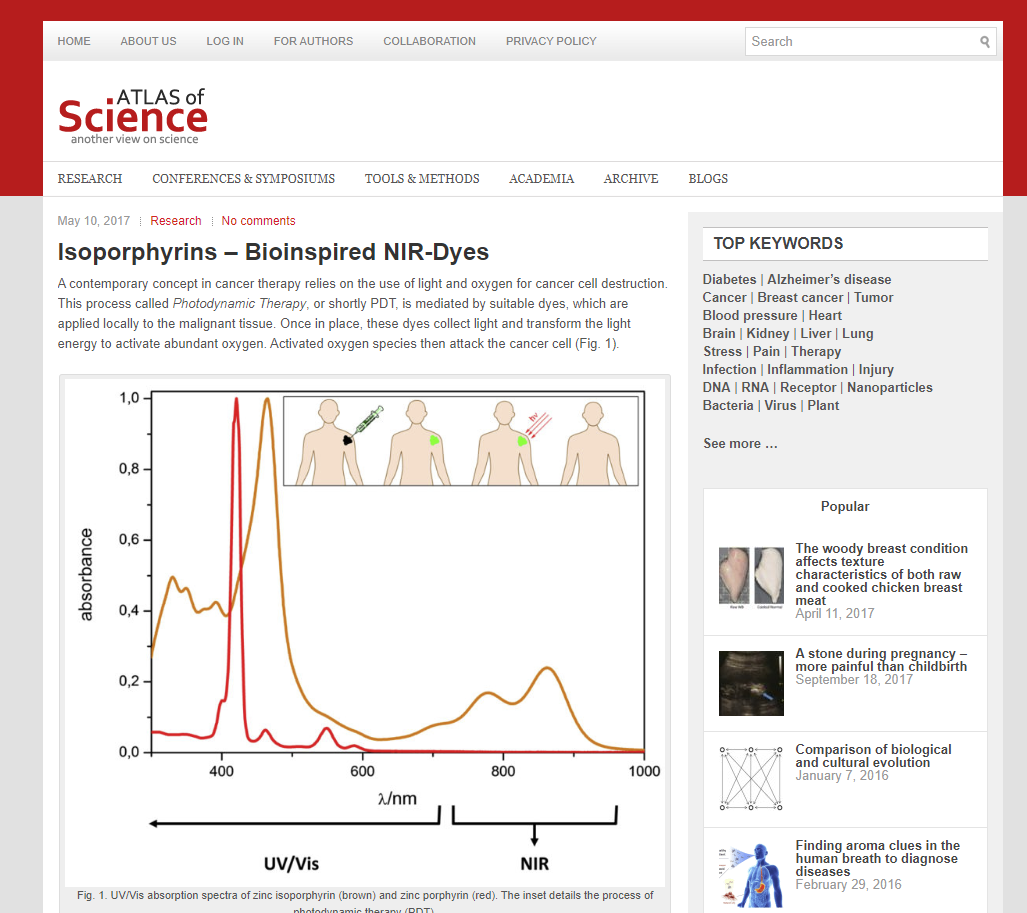 HOME ABOUT US LOG IN FOR AUTHORS COLLABORATION PRIVACY POLICY Search
ATLAS of
Science
another view on science
RESEARCH CONFERENCES & SYMPOSIUMS TOOLS & METHODS ACADEMIA ARCHIVE BLOGS
May 10, 2017 Research No comments
Isoporphyrins – Bioinspired NIR-Dyes
A contemporary concept in cancer therapy relies on the use of light and oxygen for cancer cell destruction.
This process called Photodynamic Therapy, or shortly PDT, is mediated by suitable dyes, which are
applied locally to the malignant tissue. Once in place, these dyes collect light and transform the light
energy to activate abundant oxygen. Activated oxygen species then attack the cancer cell (Fig. 1).
1,0
0,8
0,6
0,4
0,2
0,0
absorbance
hν
400 600 800 1000
λ/nm
UV/Vis NIR
Fig. 1. UV/Vis absorption spectra of zinc isoporphyrin (brown) and zinc porphyrin (red). The inset details the process of
photodynamic therapy (PDT)
TOP KEYWORDS
Diabetes | Alzheimer’s disease
Cancer | Breast cancer | Tumor
Blood pressure | Heart
Brain | Kidney | Liver | Lung
Stress | Pain | Therapy
Infection | Inflammation | Injury
DNA | RNA | Receptor | Nanoparticles
Bacteria | Virus | Plant
See more ...
Popular
The woody breast condition
affects texture
characteristics of both raw
and cooked chicken breast
meat
April 11, 2017
A stone during pregnancy –
more painful than childbirth
September 18, 2017
Comparison of biological
and cultural evolution
January 7, 2016
Finding aroma clues in the
human breath to diagnose
diseases
February 29, 2016